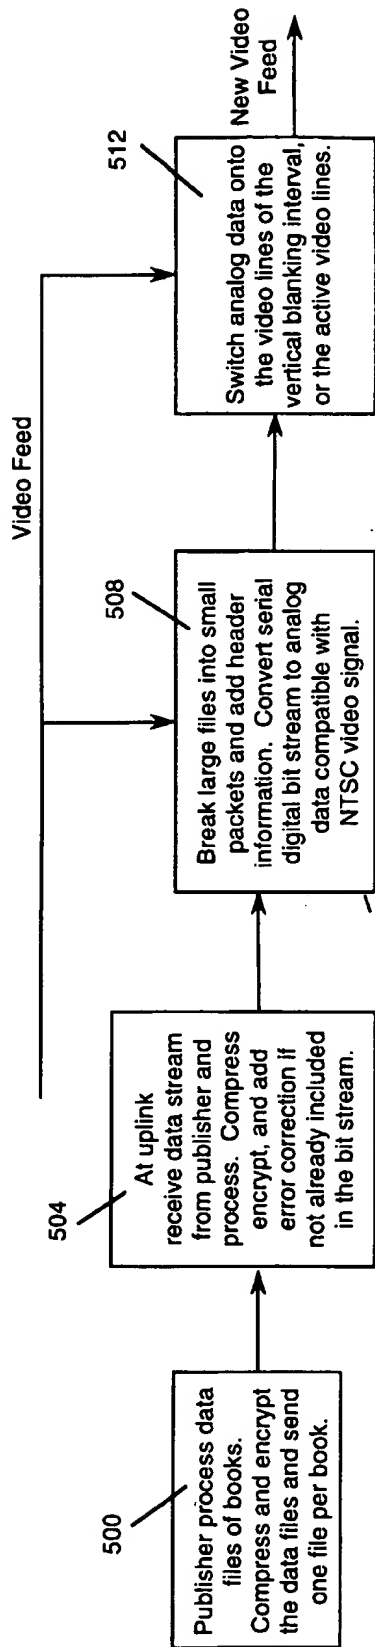 500
Publisher process data
files of books.
Compress and encrypt
the data files and send
one file per book.
504
At uplink
receive data stream
from publisher and
process. Compress
encrypt, and add
error correction if
not already included
in the bit stream.
Video Feed
508
Break large files into small
packets and add header
information. Convert serial
digital bit stream to analog
data compatible with
NTSC video signal.
512
Switch analog data onto
the video lines of the
vertical blanking interval,
or the active video lines.
New Video
Feed